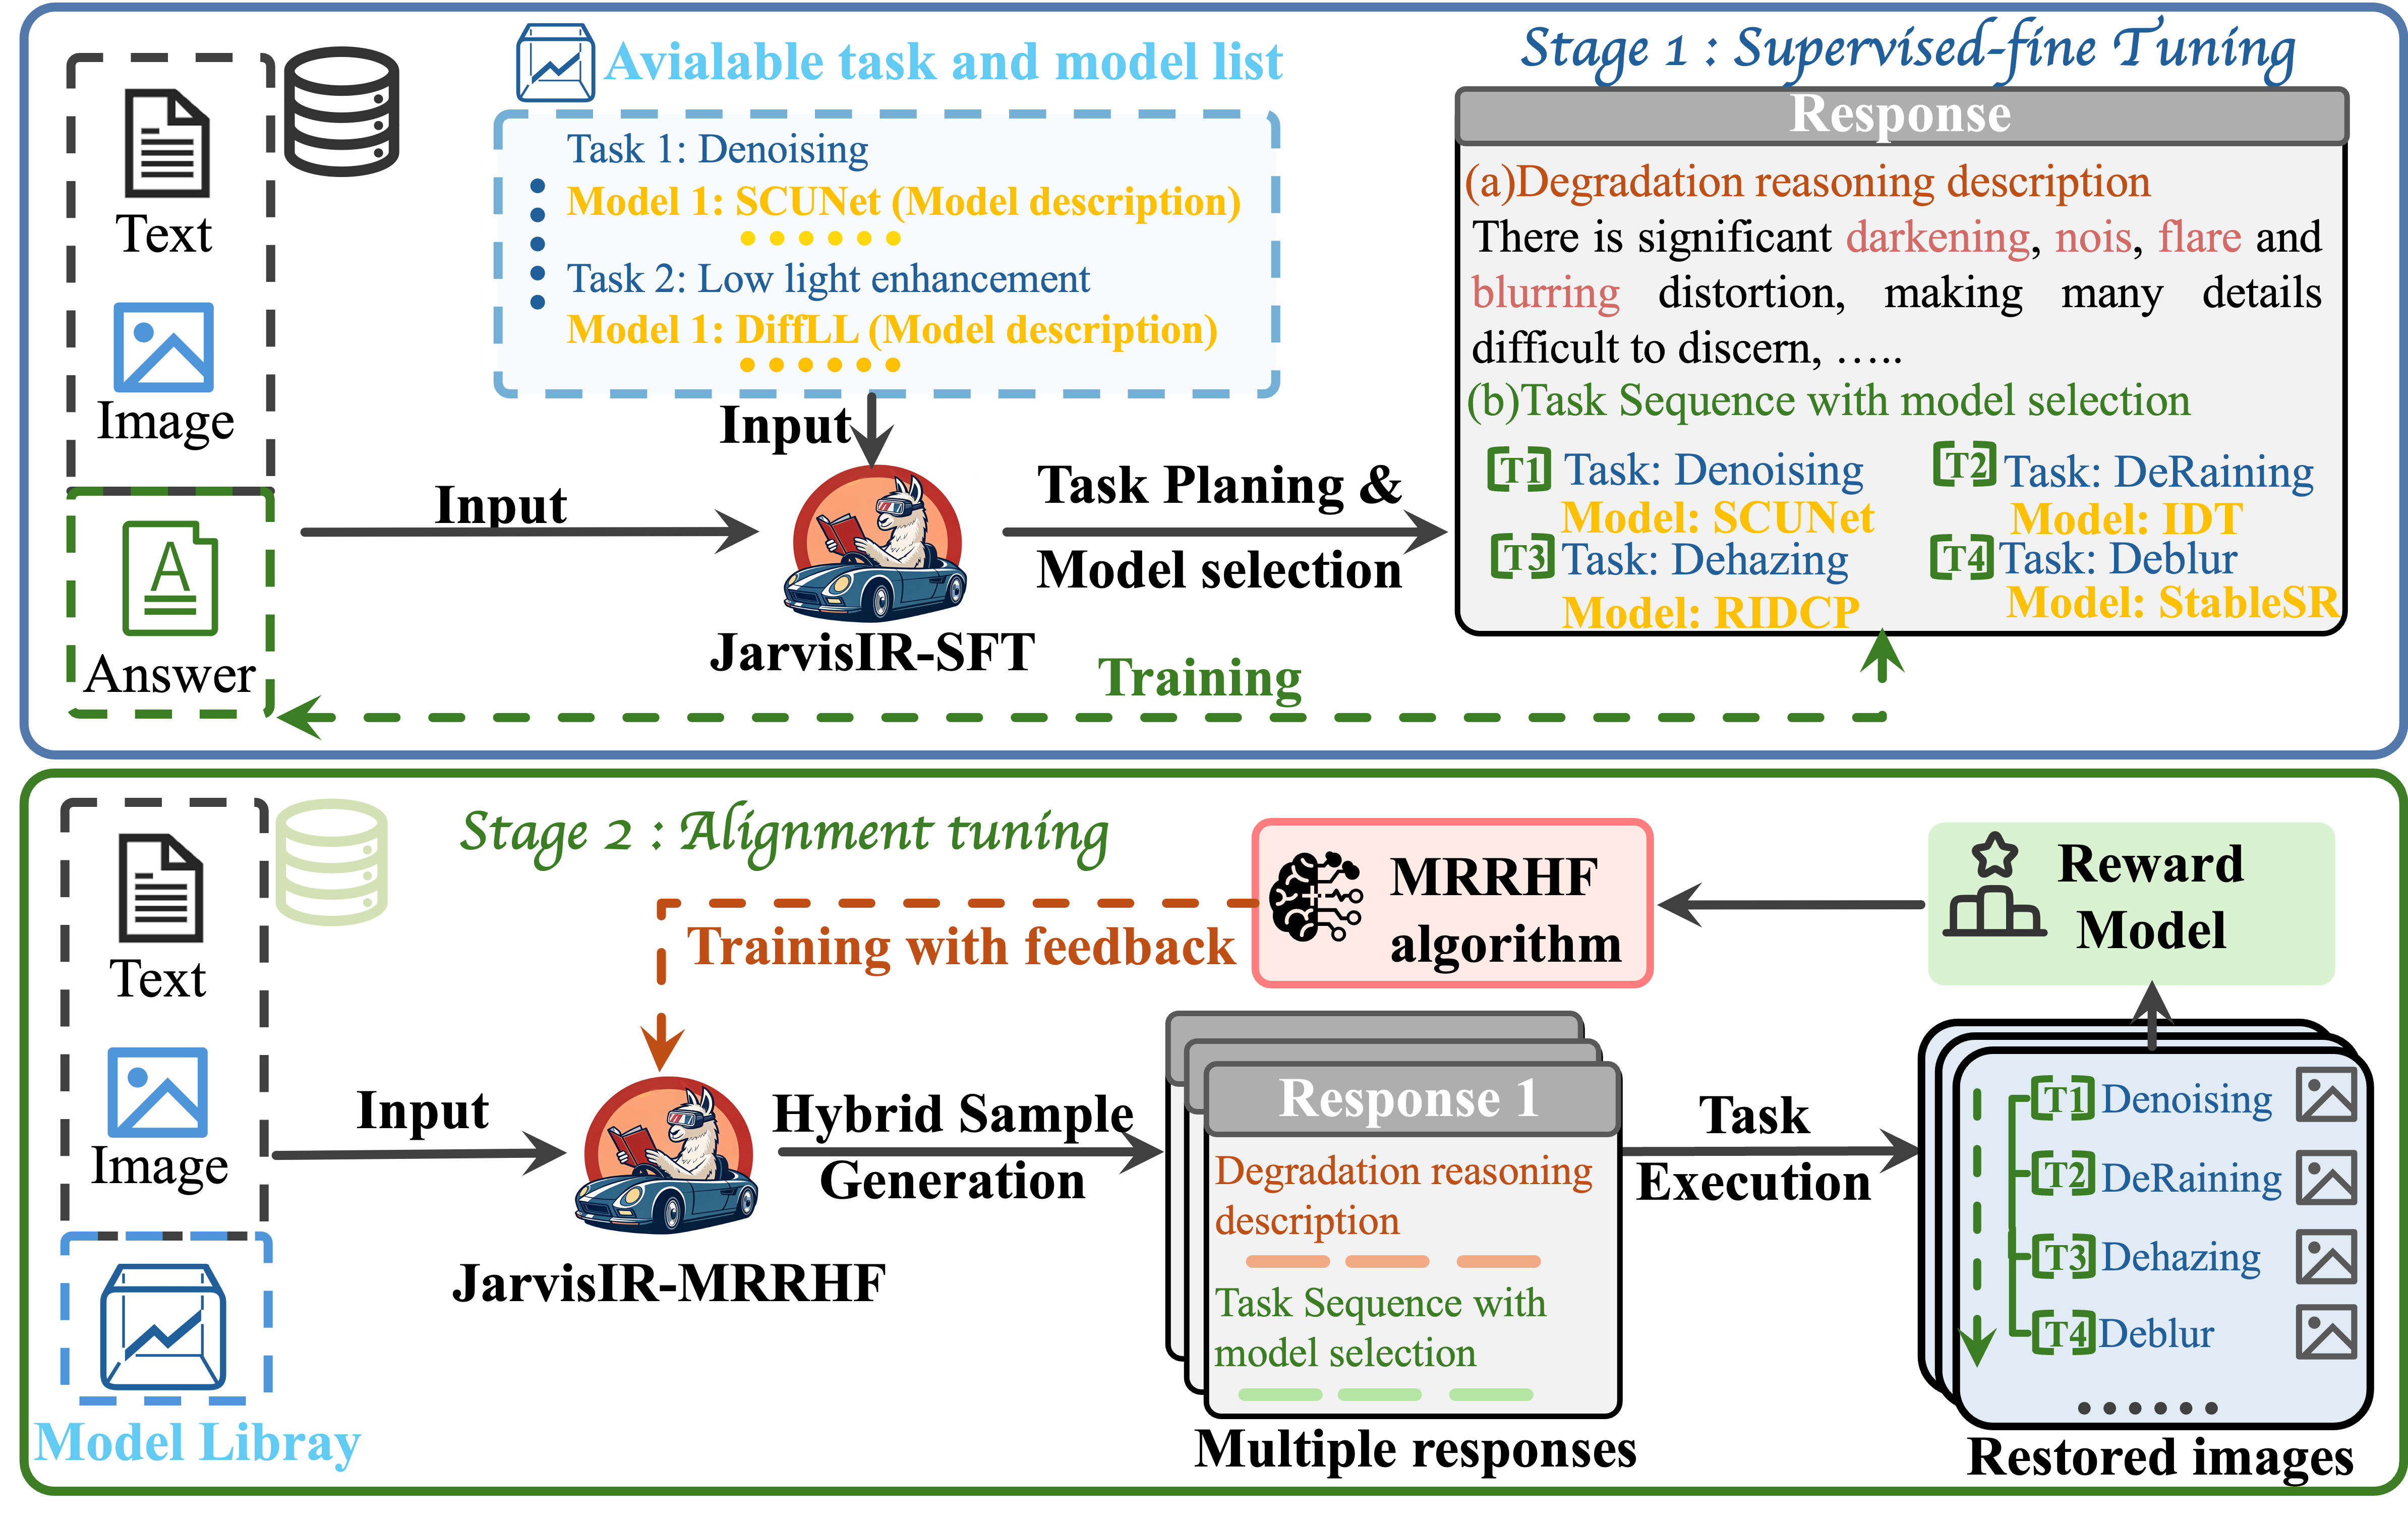 Stage 1 : Supervised-fine Tuning
Text
Image
Answer
Avialable task and model list
Task 1: Denoising
Model 1: SCUNet (Model description)
Task 2: Low light enhancement
Model 1: DiffLL (Model description)
Input
Input
JarvisIR-SFT
Task Planing &
Model selection
Training
Response
(a)Degradation reasoning description
There is significant darkening, nois, flare and
blurring distortion, making many details
difficult to discern, …..
(b)Task Sequence with model selection
[T1] Task: Denoising
Model: SCUNet
[T2] Task: DeRaining
Model: IDT
[T3] Task: Dehazing
Model: RIDCP
[T4] Task: Deblur
Model: StableSR
Stage 2 : Alignment tuning
Text
Image
Model Libray
Input
JarvisIR-MRRHF
Training with feedback
MRRHF
algorithm
Reward
Model
Hybrid Sample
Generation
Response 1
Degradation reasoning
description
Task Sequence with
model selection
Multiple responses
Task
Execution
[T1] Denoising
[T2] DeRaining
[T3] Dehazing
[T4] Deblur
......
Restored images